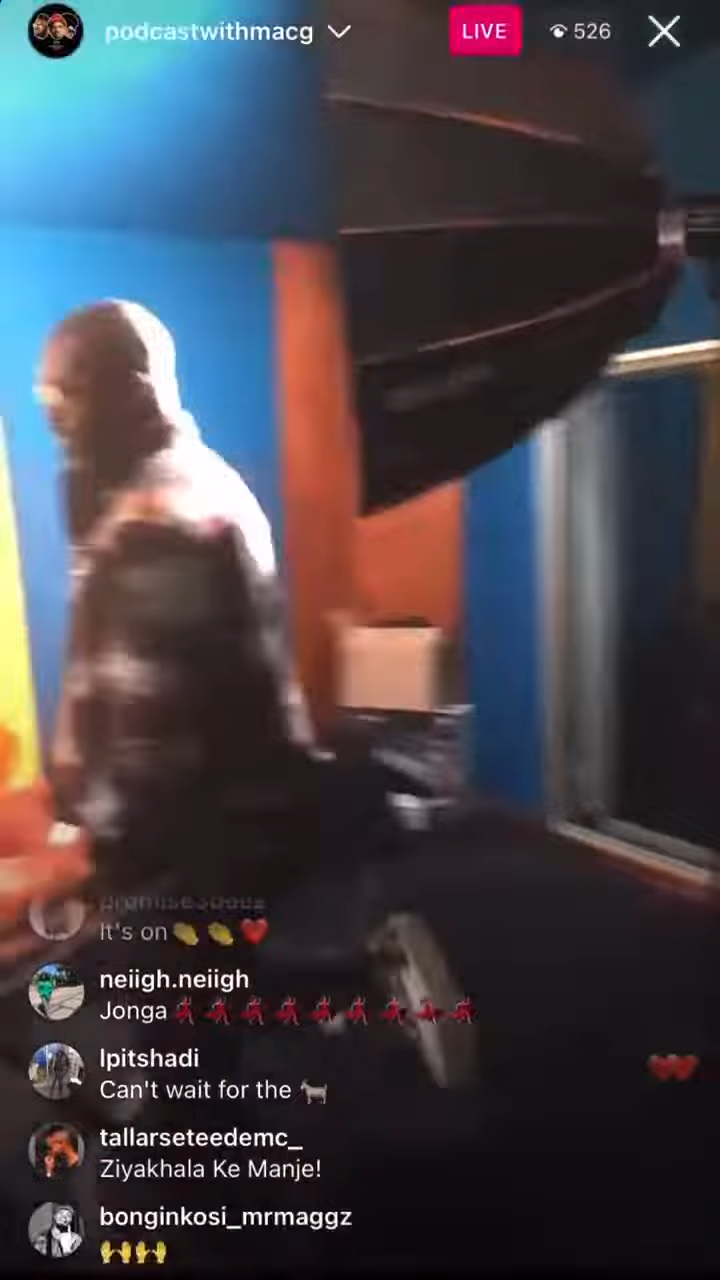 podcastwithmacg
LIVE
526
It's on 👏 👏 ❤️
neiigh.neiigh
Jonga 💃💃💃💃💃💃💃💃💃
lpitshadi
Can't wait for the 🐐
tallarseteedemc_
Ziyakhala Ke Manje!
bonginkosi_mrmaggz
🙌🙌